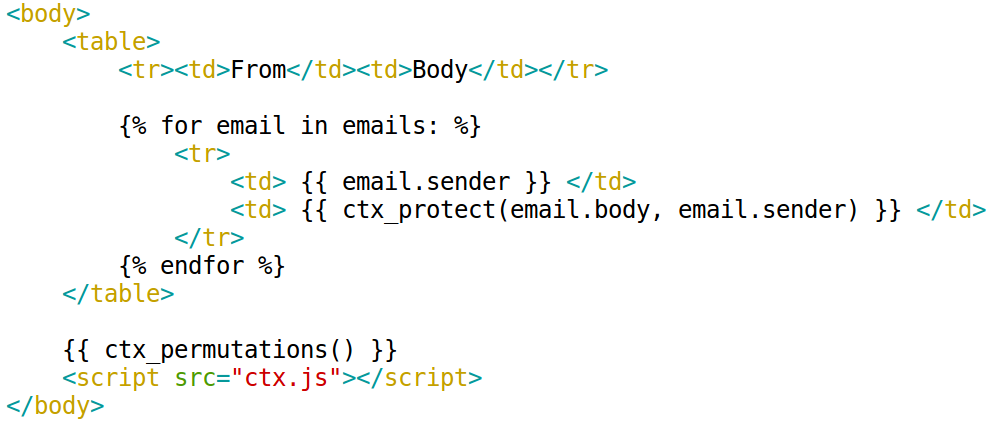 <body>
    <table>
        <tr><td>From</td><td>Body</td></tr>

        {% for email in emails: %}
            <tr>
                <td> {{ email.sender }} </td>
                <td> {{ ctx_protect(email.body, email.sender) }} </td>
            </tr>
        {% endfor %}
    </table>

    {{ ctx_permutations() }}
    <script src="ctx.js"></script>
</body>